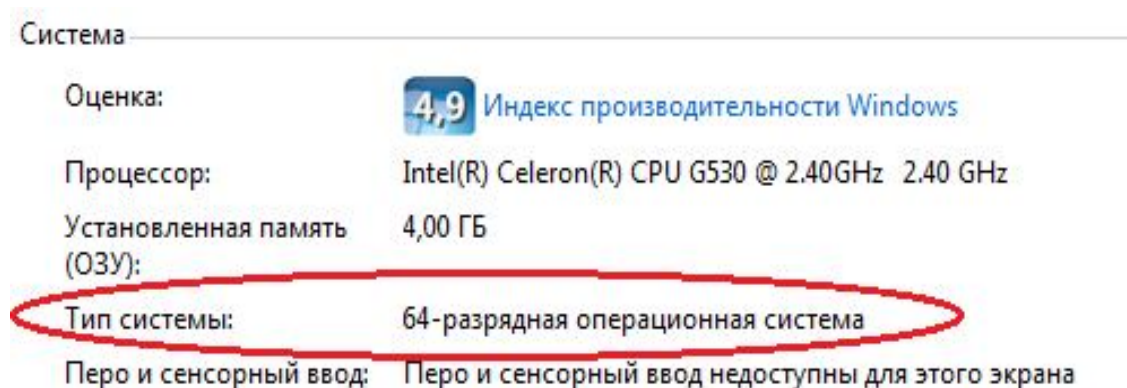 Система
Оценка:
4,9 Индекс производительности Windows
Процессор: Intel(R) Celeron(R) CPU G530 @ 2.40GHz 2.40 GHz
Установленная память 4,00 ГБ
(ОЗУ):
Тип системы: 64-разрядная операционная система
Перо и сенсорный ввод: Перо и сенсорный ввод недоступны для этого экрана